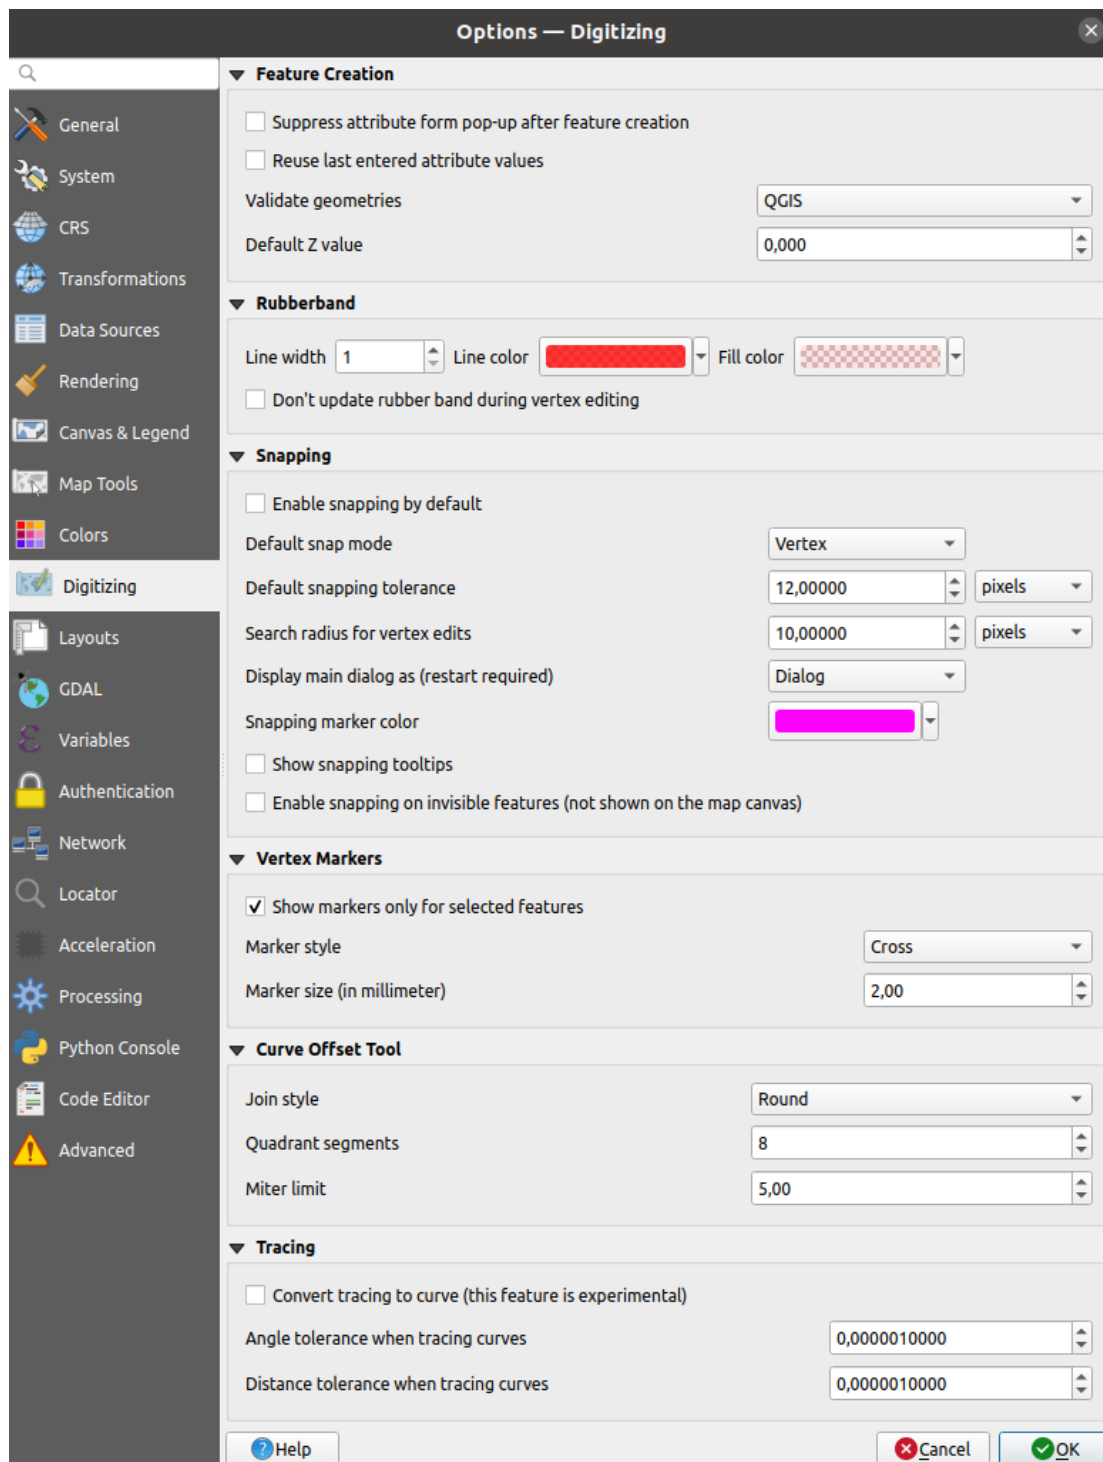 Options — Digitizing
General
System
CRS
Transformations
Data Sources
Rendering
Canvas & Legend
Map Tools
Colors
Digitizing
Layouts
GDAL
Variables
Authentication
Network
Locator
Acceleration
Processing
Python Console
Code Editor
Advanced
Feature Creation
Suppress attribute form pop-up after feature creation
Reuse last entered attribute values
Validate geometries QGIS
Default Z value 0,000
Rubberband
Line width 1 Line color Fill color
Don't update rubber band during vertex editing
Snapping
Enable snapping by default
Default snap mode Vertex
Default snapping tolerance 12,00000 pixels
Search radius for vertex edits 10,00000 pixels
Display main dialog as (restart required) Dialog
Snapping marker color
Show snapping tooltips
Enable snapping on invisible features (not shown on the map canvas)
Vertex Markers
Show markers only for selected features
Marker style Cross
Marker size (in millimeter) 2,00
Curve Offset Tool
Join style Round
Quadrant segments 8
Miter limit 5,00
Tracing
Convert tracing to curve (this feature is experimental)
Angle tolerance when tracing curves 0,0000010000
Distance tolerance when tracing curves 0,0000010000
Help Cancel OK